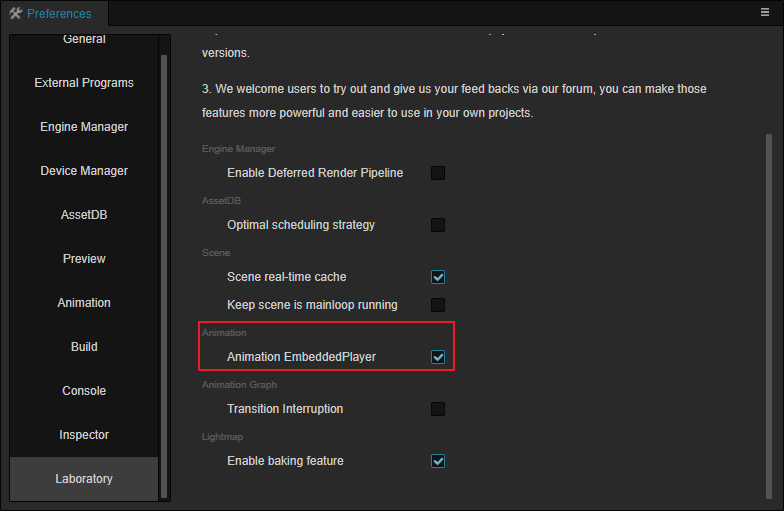 Preferences
General
External Programs
Engine Manager
Device Manager
AssetDB
Preview
Animation
Build
Console
Inspector
Laboratory
versions.
3. We welcome users to try out and give us your feed backs via our forum, you can make those
features more powerful and easier to use in your own projects.
Engine Manager
Enable Deferred Render Pipeline
AssetDB
Optimal scheduling strategy
Scene
Scene real-time cache
Keep scene is mainloop running
Animation
Animation EmbeddedPlayer
Animation Graph
Transition Interruption
Lightmap
Enable baking feature